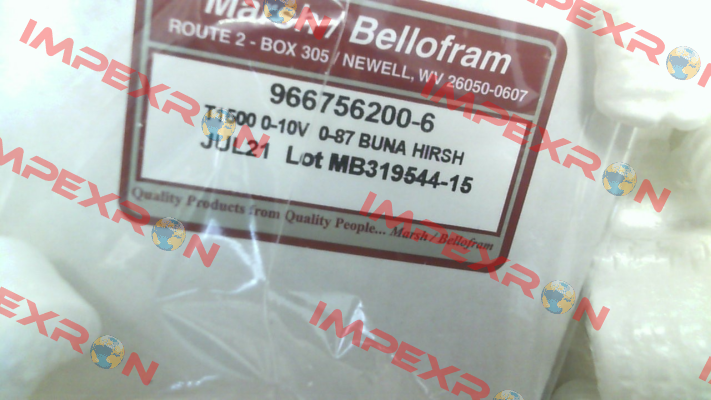 Marsh / Bellofram
ROUTE 2 - BOX 305 / NEWELL, WV 26050-0607
966756200-6
T1500 0-10V 0-87 BUNA HIRSH
JUL21 Lot MB319544-15
Quality Products from Quality People... Marsh / Bellofram
IMPEXRON
IMPEXRON
IMPEXRON
IMPEXRON
IMPEXRON
IMPEXRON
IMPEXRON